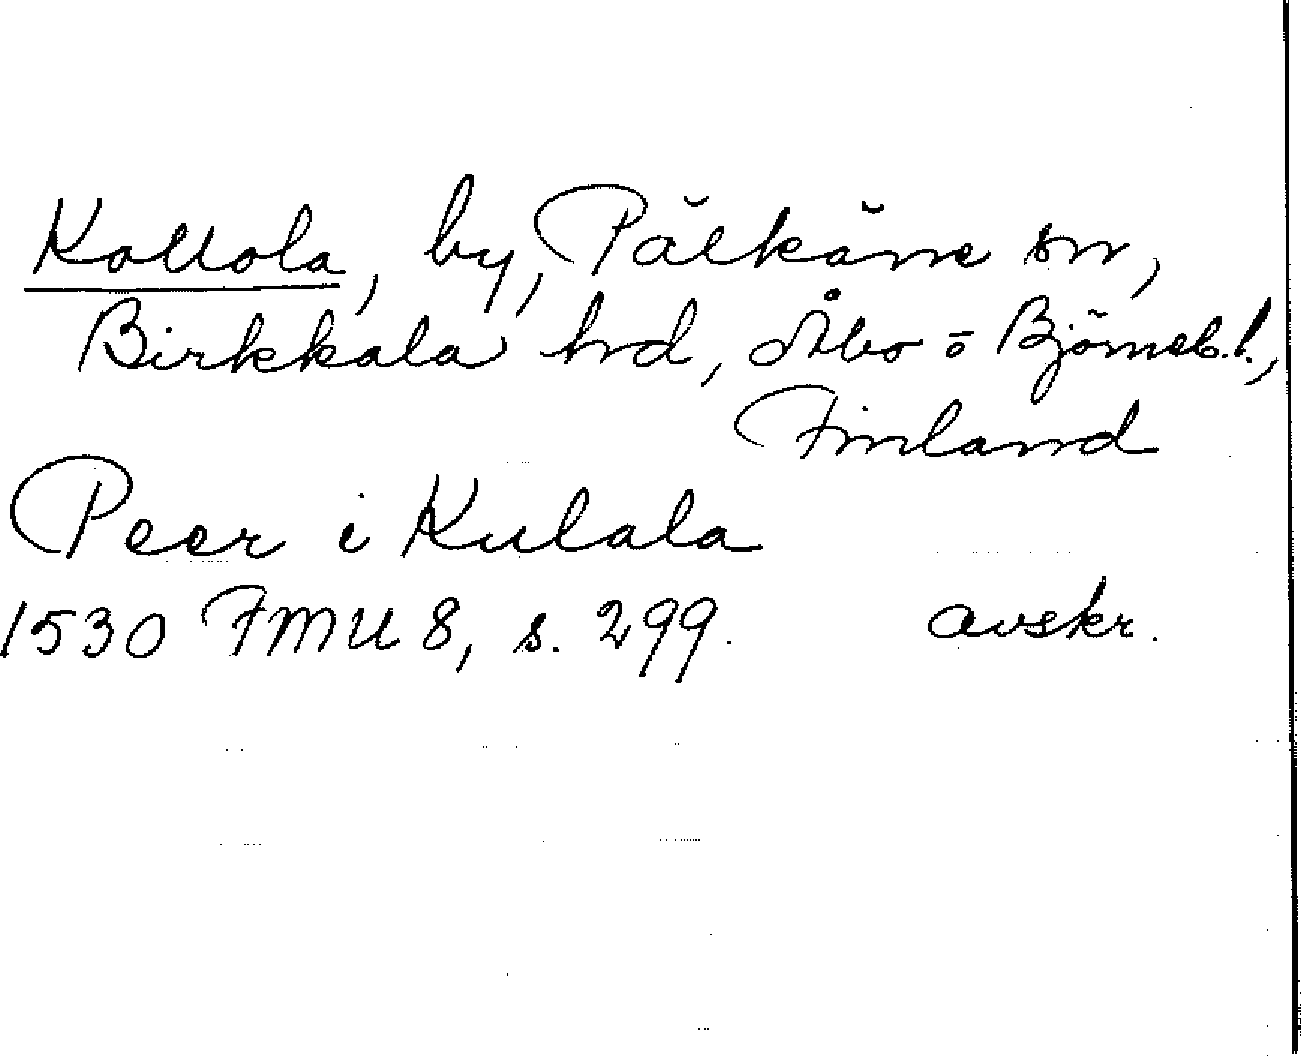 Kollola, by, Pälkäne sn,
Birkkala hd, Åbo o Björneb. l.,
Finland
Peer i Kulala
1530 FMU 8, s. 299. avskr.